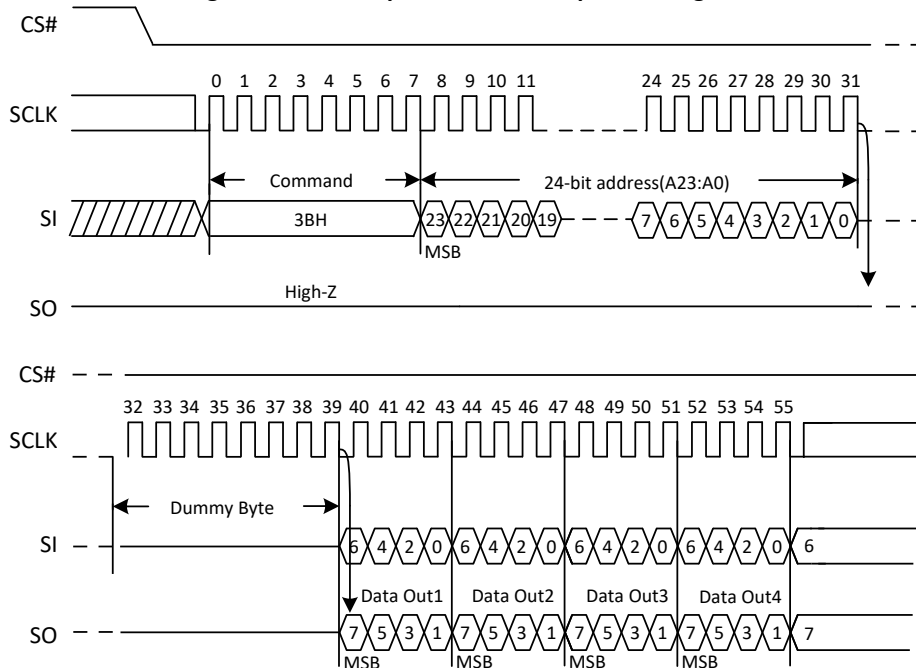 CS#
0 1 2 3 4 5 6 7 8 9 10 11 24 25 26 27 28 29 30 31
SCLK
Command 24-bit address(A23:A0)
SI 3BH 23 22 21 20 19 7 6 5 4 3 2 1 0
MSB
High-Z
SO
CS#
32 33 34 35 36 37 38 39 40 41 42 43 44 45 46 47 48 49 50 51 52 53 54 55
SCLK
Dummy Byte
SI 6 4 2 0 6 4 2 0 6 4 2 0 6 4 2 0 6
Data Out1 Data Out2 Data Out3 Data Out4
SO 7 5 3 1 7 5 3 1 7 5 3 1 7 5 3 1 7
MSB MSB MSB MSB